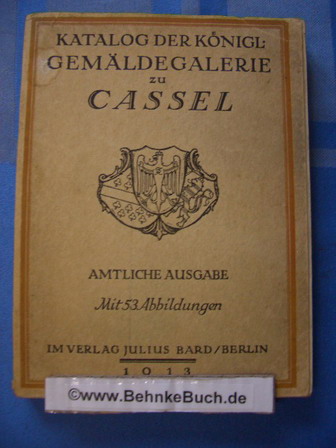 KATALOG DER KÖNIGL:
GEMÄLDEGALERIE
zu
CASSEL
AMTLICHE AUSGABE
Mit 53 Abbildungen
IM VERLAG JULIUS BARD/BERLIN
1913
www.BehnkeBuch.de